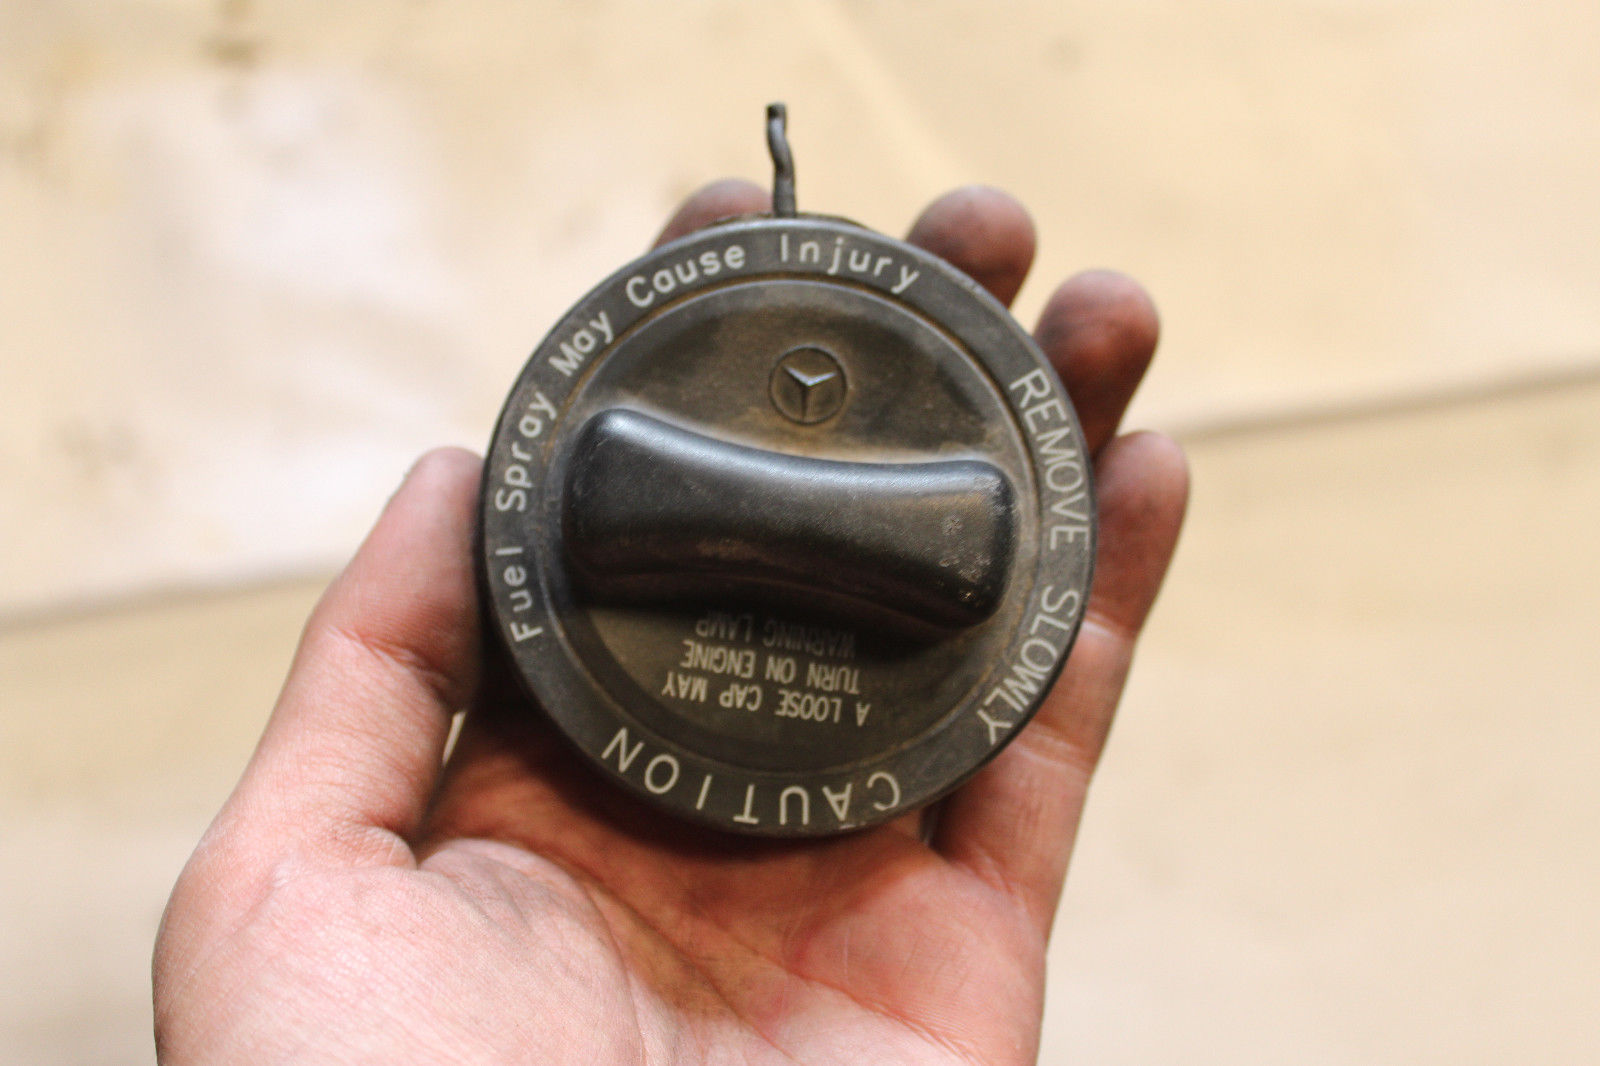 CAUTION
Fuel Spray May Cause Injury
REMOVE SLOWLY
A LOOSE CAP MAY
TURN ON ENGINE
WARNING LAMP